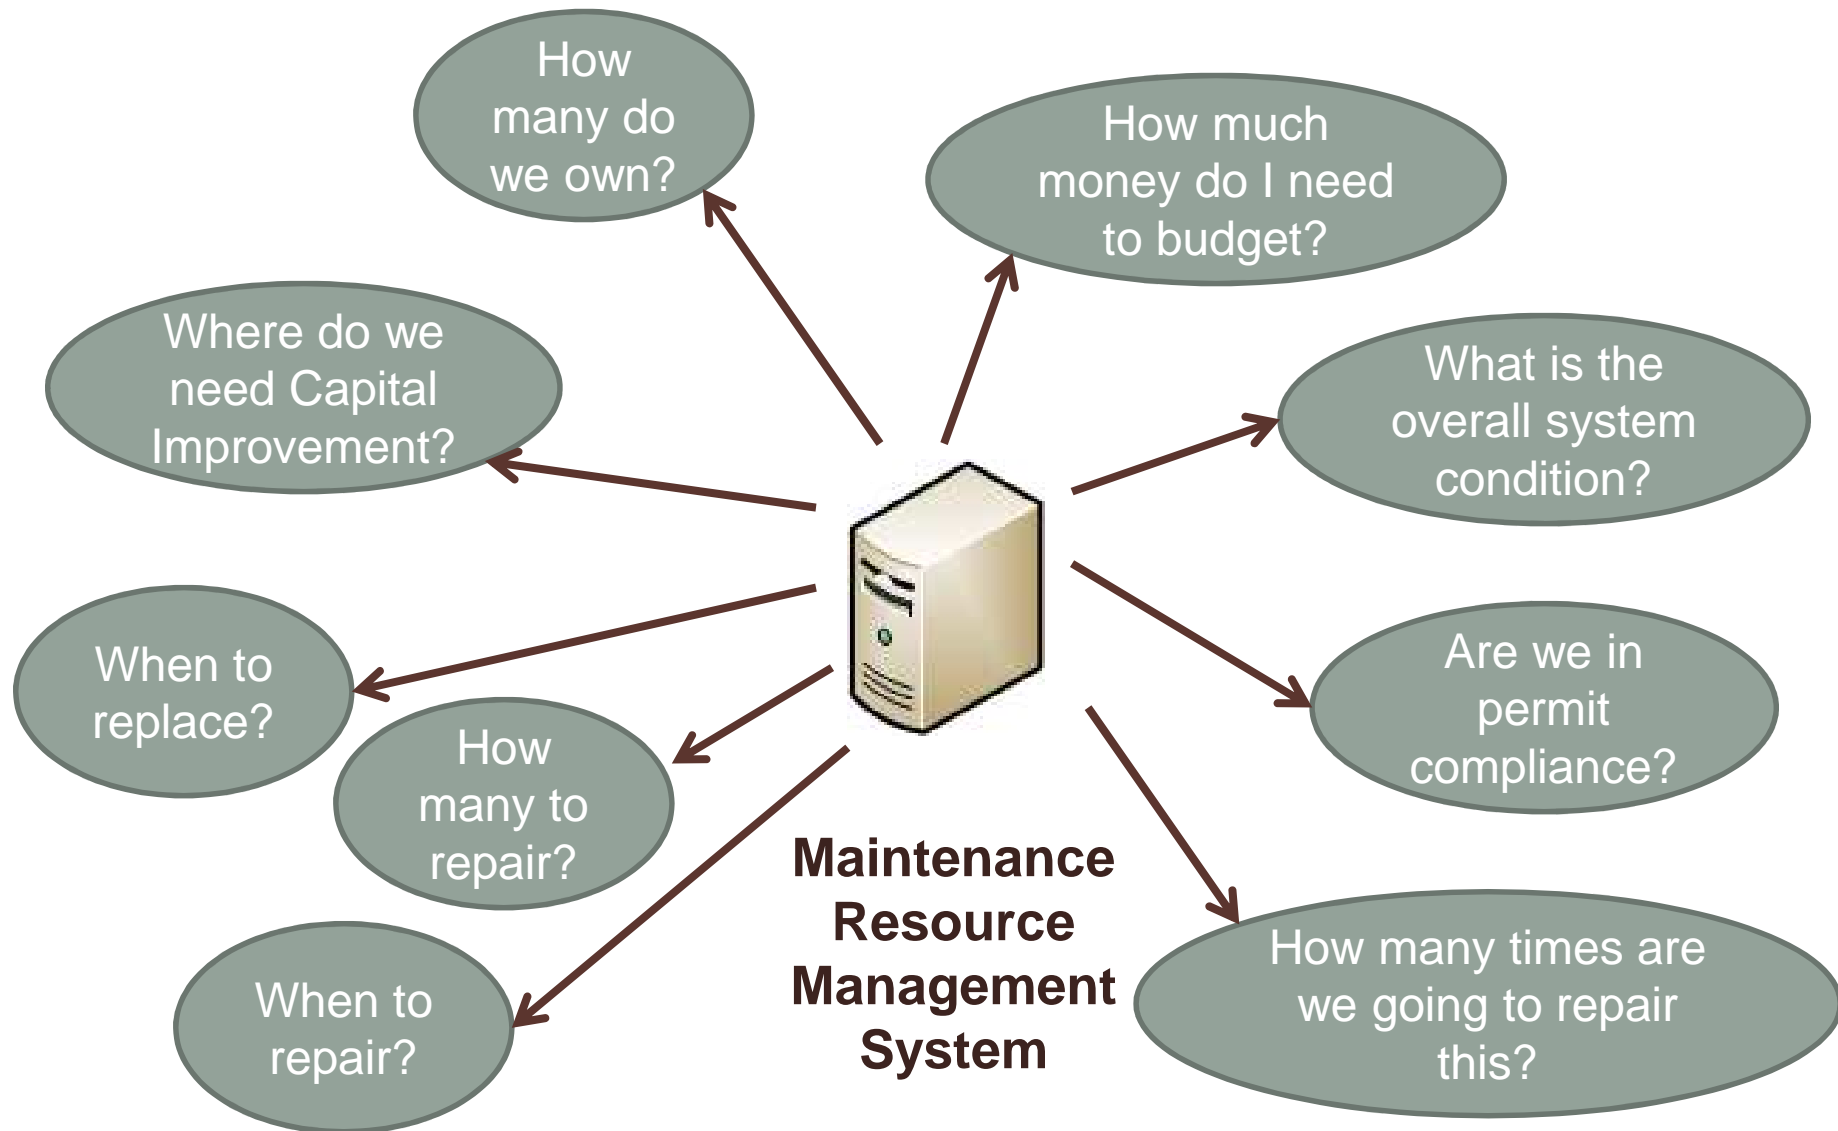 How
many do
we own?
How much
money do I need
to budget?
Where do we
need Capital
Improvement?
What is the
overall system
condition?
When to
replace?
How
many to
repair?
Are we in
permit
compliance?
When to
repair?
Maintenance
Resource
Management
System
How many times are
we going to repair
this?